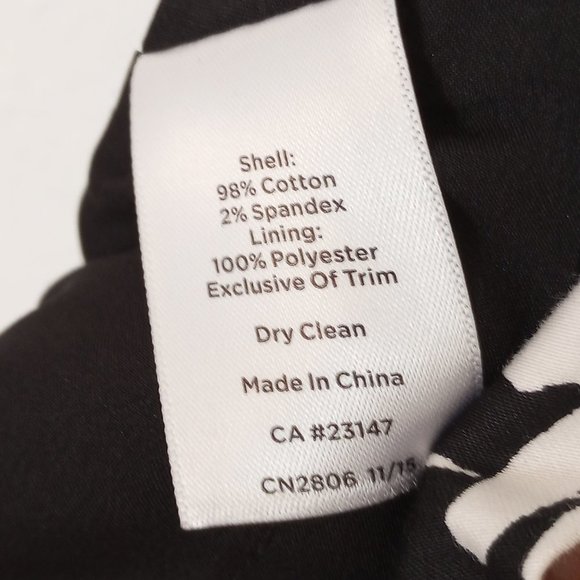 Shell:
98% Cotton
2% Spandex
Lining:
100% Polyester
Exclusive Of Trim
Dry Clean
Made In China
CA #23147
CN2806 11/15